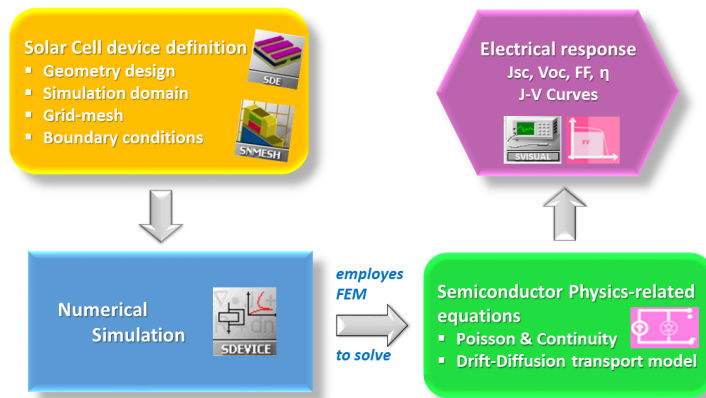 Solar Cell device definition
▪ Geometry design
▪ Simulation domain
▪ Grid-mesh
▪ Boundary conditions
SDE
SNMESH
Electrical response
Jsc, Voc, FF, η
J-V Curves
SVISUAL
FF
Numerical
Simulation
SDEVICE
employes
FEM
to solve
Semiconductor Physics-related
equations
▪ Poisson & Continuity
▪ Drift-Diffusion transport model